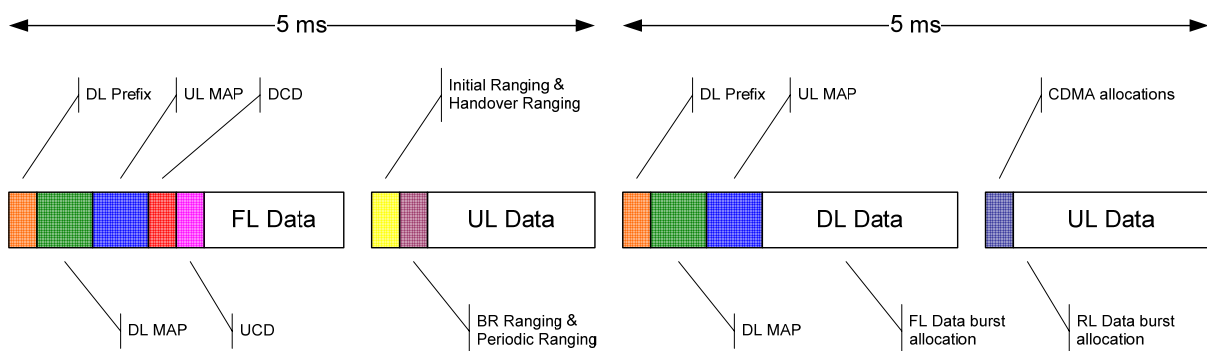 5 ms
5 ms
DL Prefix
UL MAP
DCD
Initial Ranging &
Handover Ranging
DL Prefix
UL MAP
CDMA allocations
FL Data
UL Data
DL Data
UL Data
DL MAP
UCD
BR Ranging &
Periodic Ranging
DL MAP
FL Data burst
allocation
RL Data burst
allocation